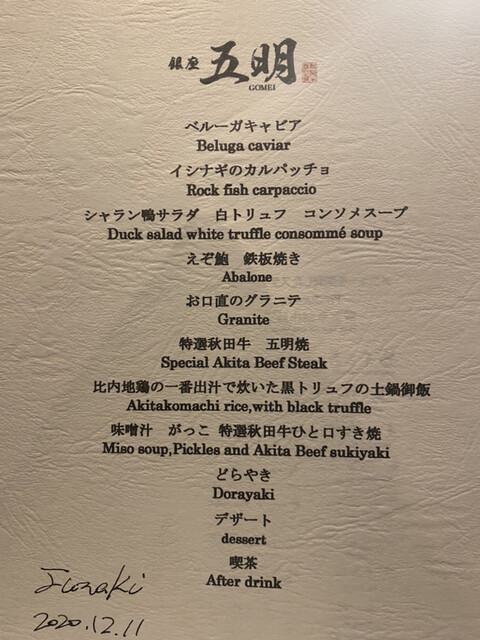 銀座 五明
GOMEI
ベルーガキャビア
Beluga caviar
イシナギのカルパッチョ
Rock fish carpaccio
シャラン鴨サラダ 白トリュフ コンソメスープ
Duck salad white truffle consommé soup
えぞ鮑 鉄板焼き
Abalone
お口直のグラニテ
Granite
特選秋田牛 五明焼
Special Akita Beef Steak
比内地鶏の一番出汁で炊いた黒トリュフの土鍋御飯
Akitakomachi rice,with black truffle
味噌汁 がっこ 特選秋田牛ひと口すき焼
Miso soup,Pickles and Akita Beef sukiyaki
どらやき
Dorayaki
デザート
dessert
喫茶
After drink
2020.12.11